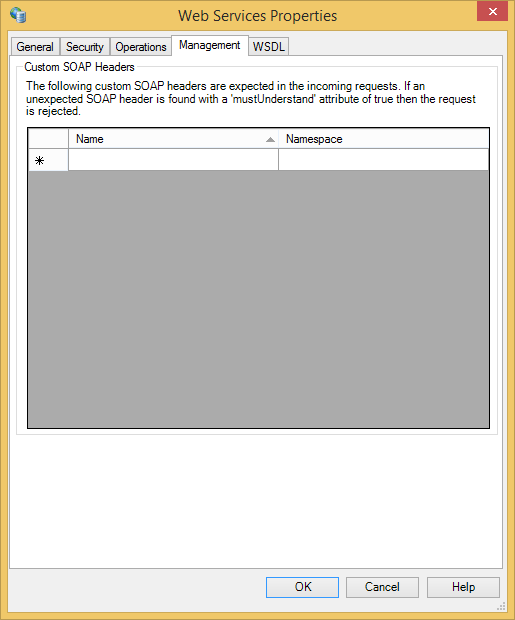 Web Services Properties
General Security Operations Management WSDL
Custom SOAP Headers
The following custom SOAP headers are expected in the incoming requests. If an
unexpected SOAP header is found with a 'mustUnderstand' attribute of true then the request
is rejected.
Name Namespace
OK Cancel Help